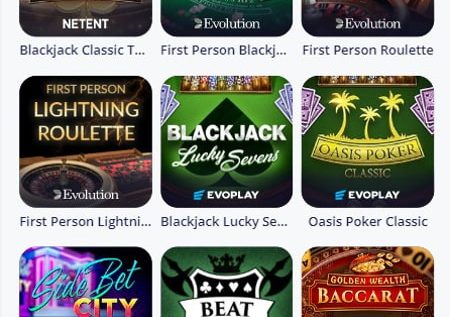 NETENT
Evolution
Evolution
Blackjack Classic T...
First Person Blackj...
First Person Roulette
FIRST PERSON
LIGHTNING
ROULETTE
Evolution
BLACKJACK
Lucky Sevens
EVOPLAY
OASIS POKER
CLASSIC
EVOPLAY
First Person Lightni...
Blackjack Lucky Se...
Oasis Poker Classic
Side Bet
CITY
BEAT
GOLDEN WEALTH
BACCARAT